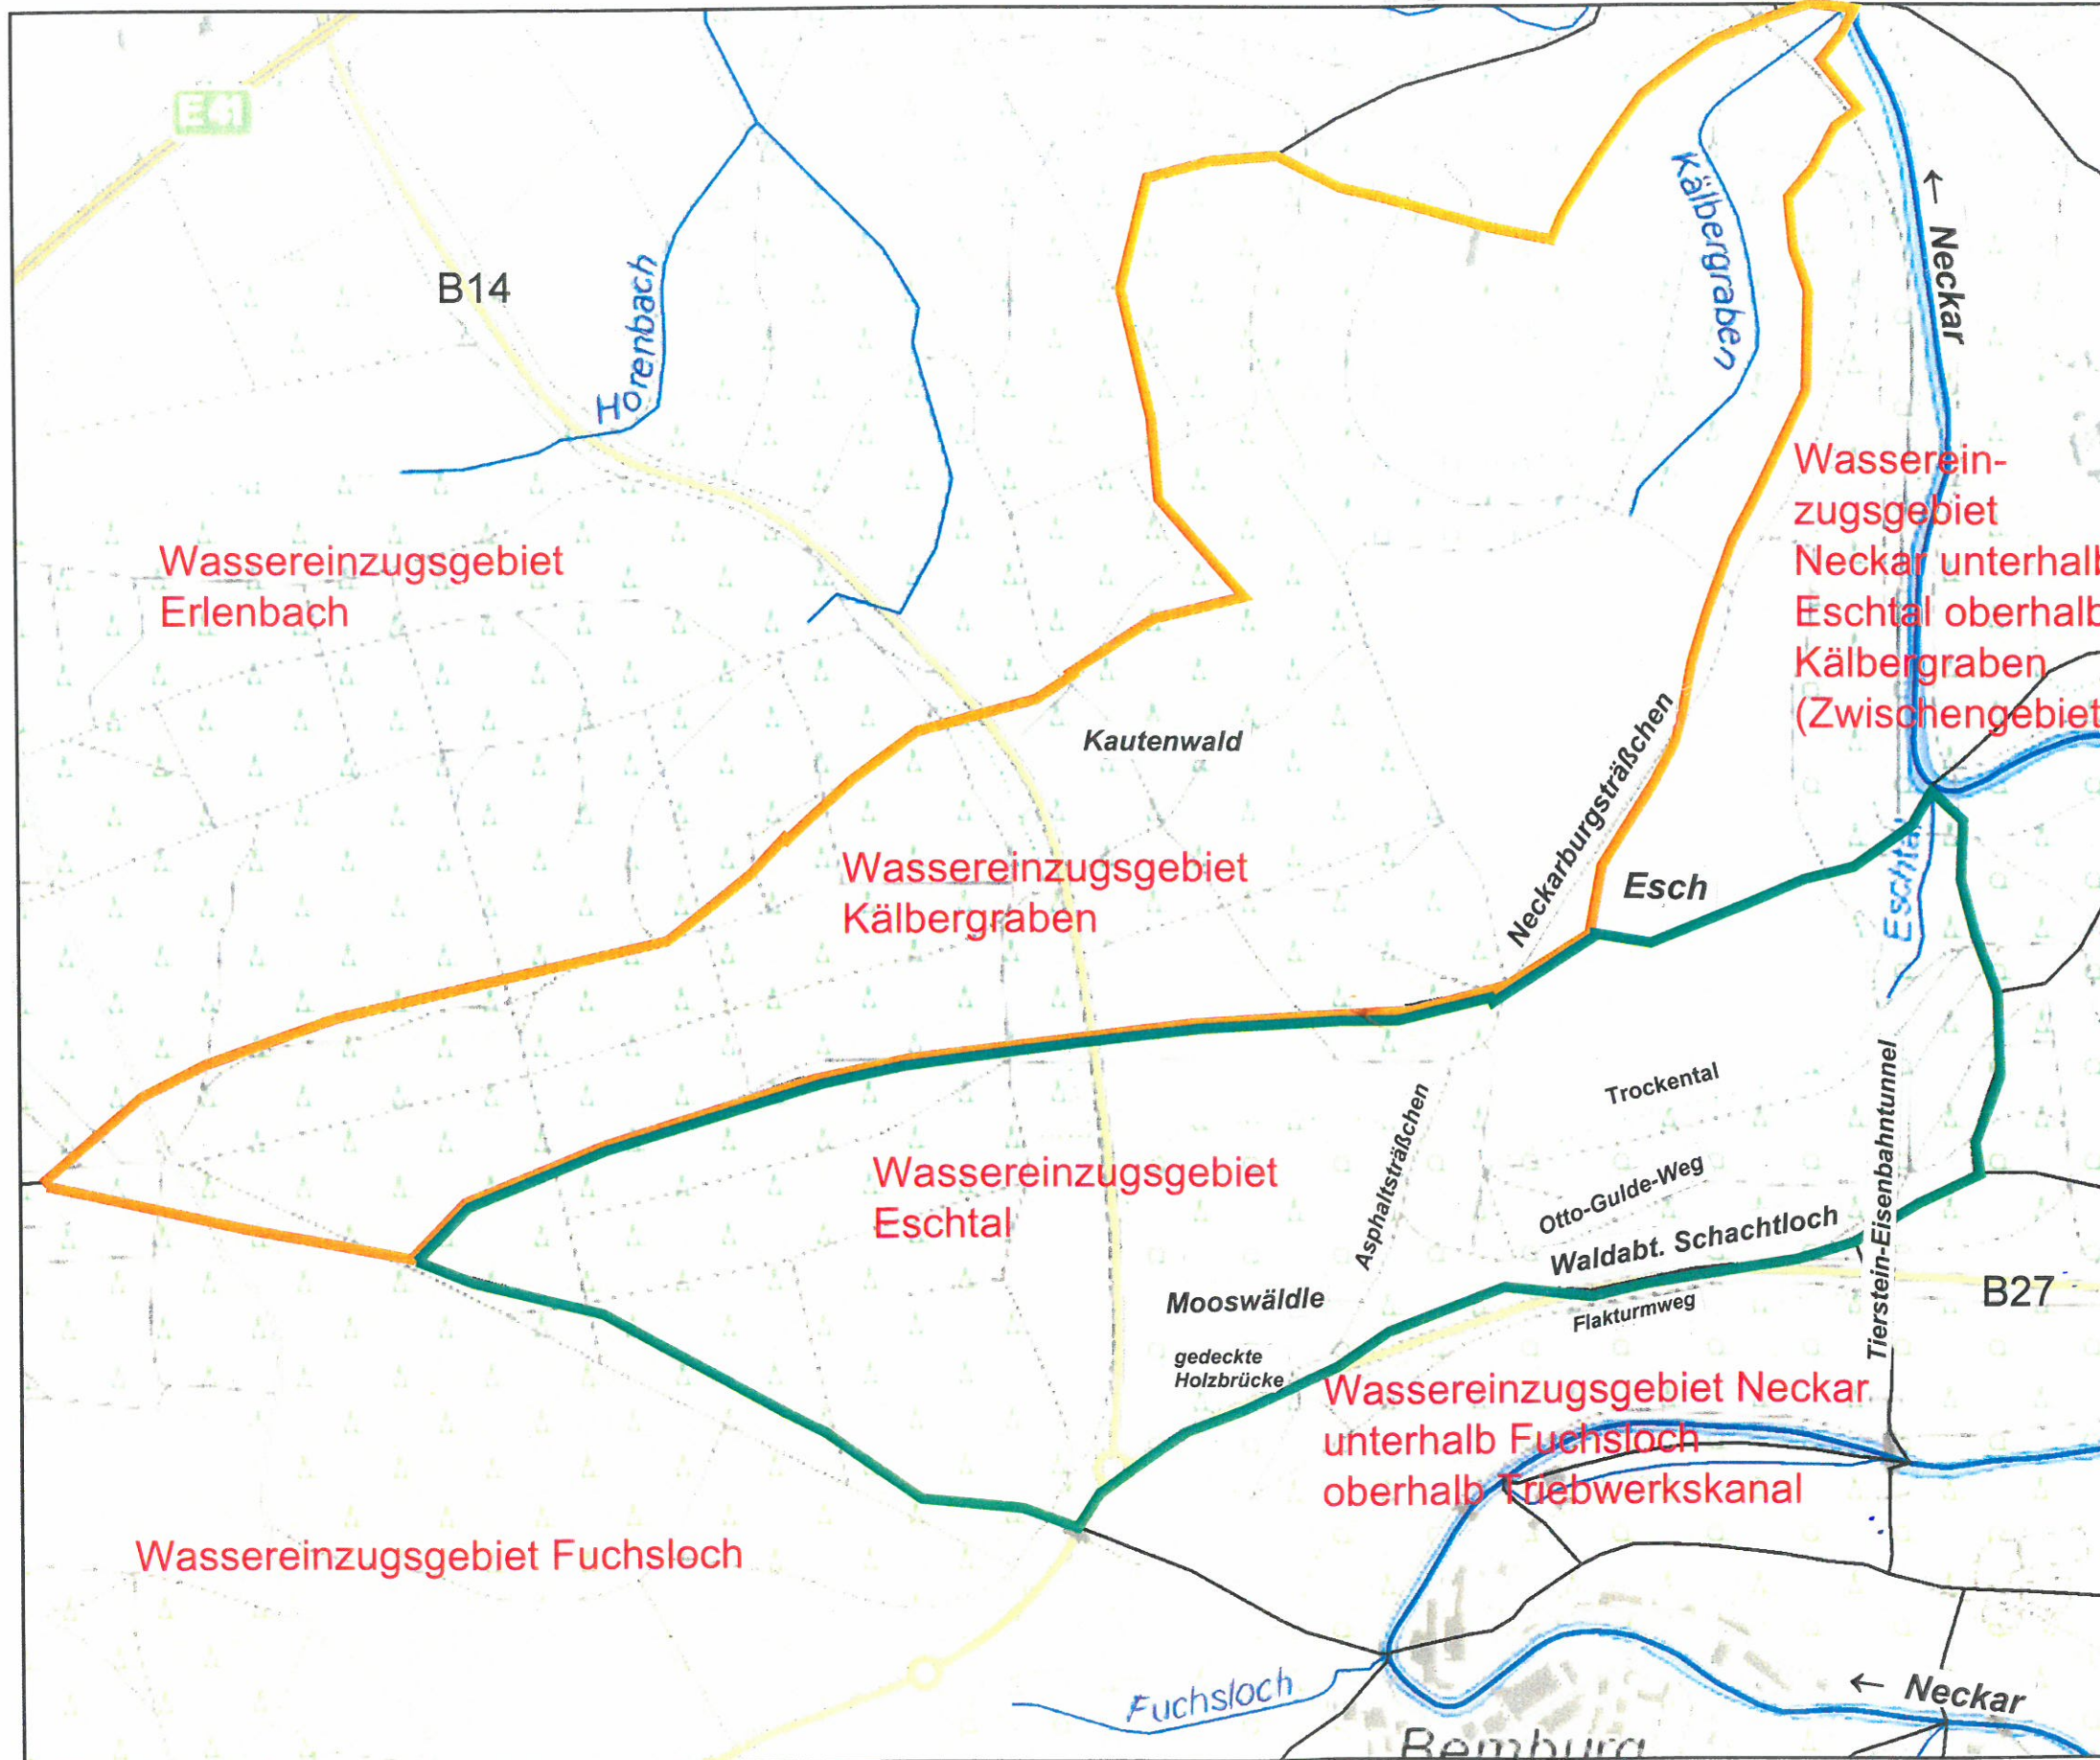 E41
B14
Horenbach
Kälbergraben
← Neckar
Wasserein-
zugsgebiet
Neckar unterhalb
Eschtal oberhalb
Kälbergraben
(Zwischengebiet
Wassereinzugsgebiet
Erlenbach
Kautenwald
Neckarburgsträßchen
Wassereinzugsgebiet
Kälbergraben
Esch
Eschtal
Trockental
Asphaltsträßchen
Tierstein-Eisenbahntunnel
Wassereinzugsgebiet
Eschtal
Otto-Gulde-Weg
Waldabt. Schachtloch
Mooswäldle
Flakturmweg
B27
gedeckte
Holzbrücke
Wassereinzugsgebiet Neckar
unterhalb Fuchsloch
oberhalb Triebwerkskanal
Wassereinzugsgebiet Fuchsloch
Fuchsloch
← Neckar